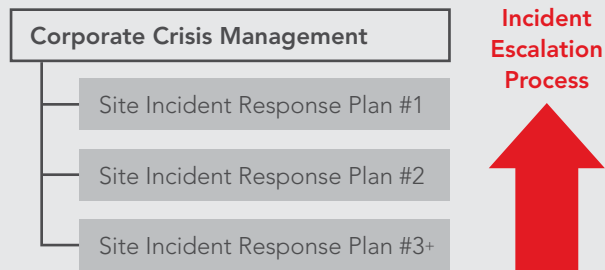 Corporate Crisis Management
Site Incident Response Plan #1
Site Incident Response Plan #2
Site Incident Response Plan #3+
Incident
Escalation
Process